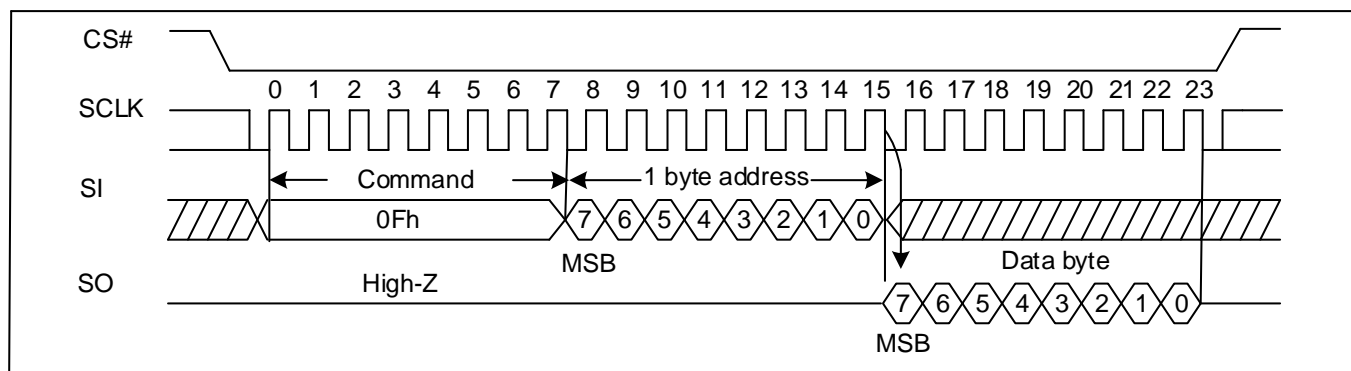 CS#
0 1 2 3 4 5 6 7 8 9 10 11 12 13 14 15 16 17 18 19 20 21 22 23
SCLK
Command 1 byte address
SI
0Fh 7 6 5 4 3 2 1 0
MSB Data byte
SO High-Z
7 6 5 4 3 2 1 0
MSB